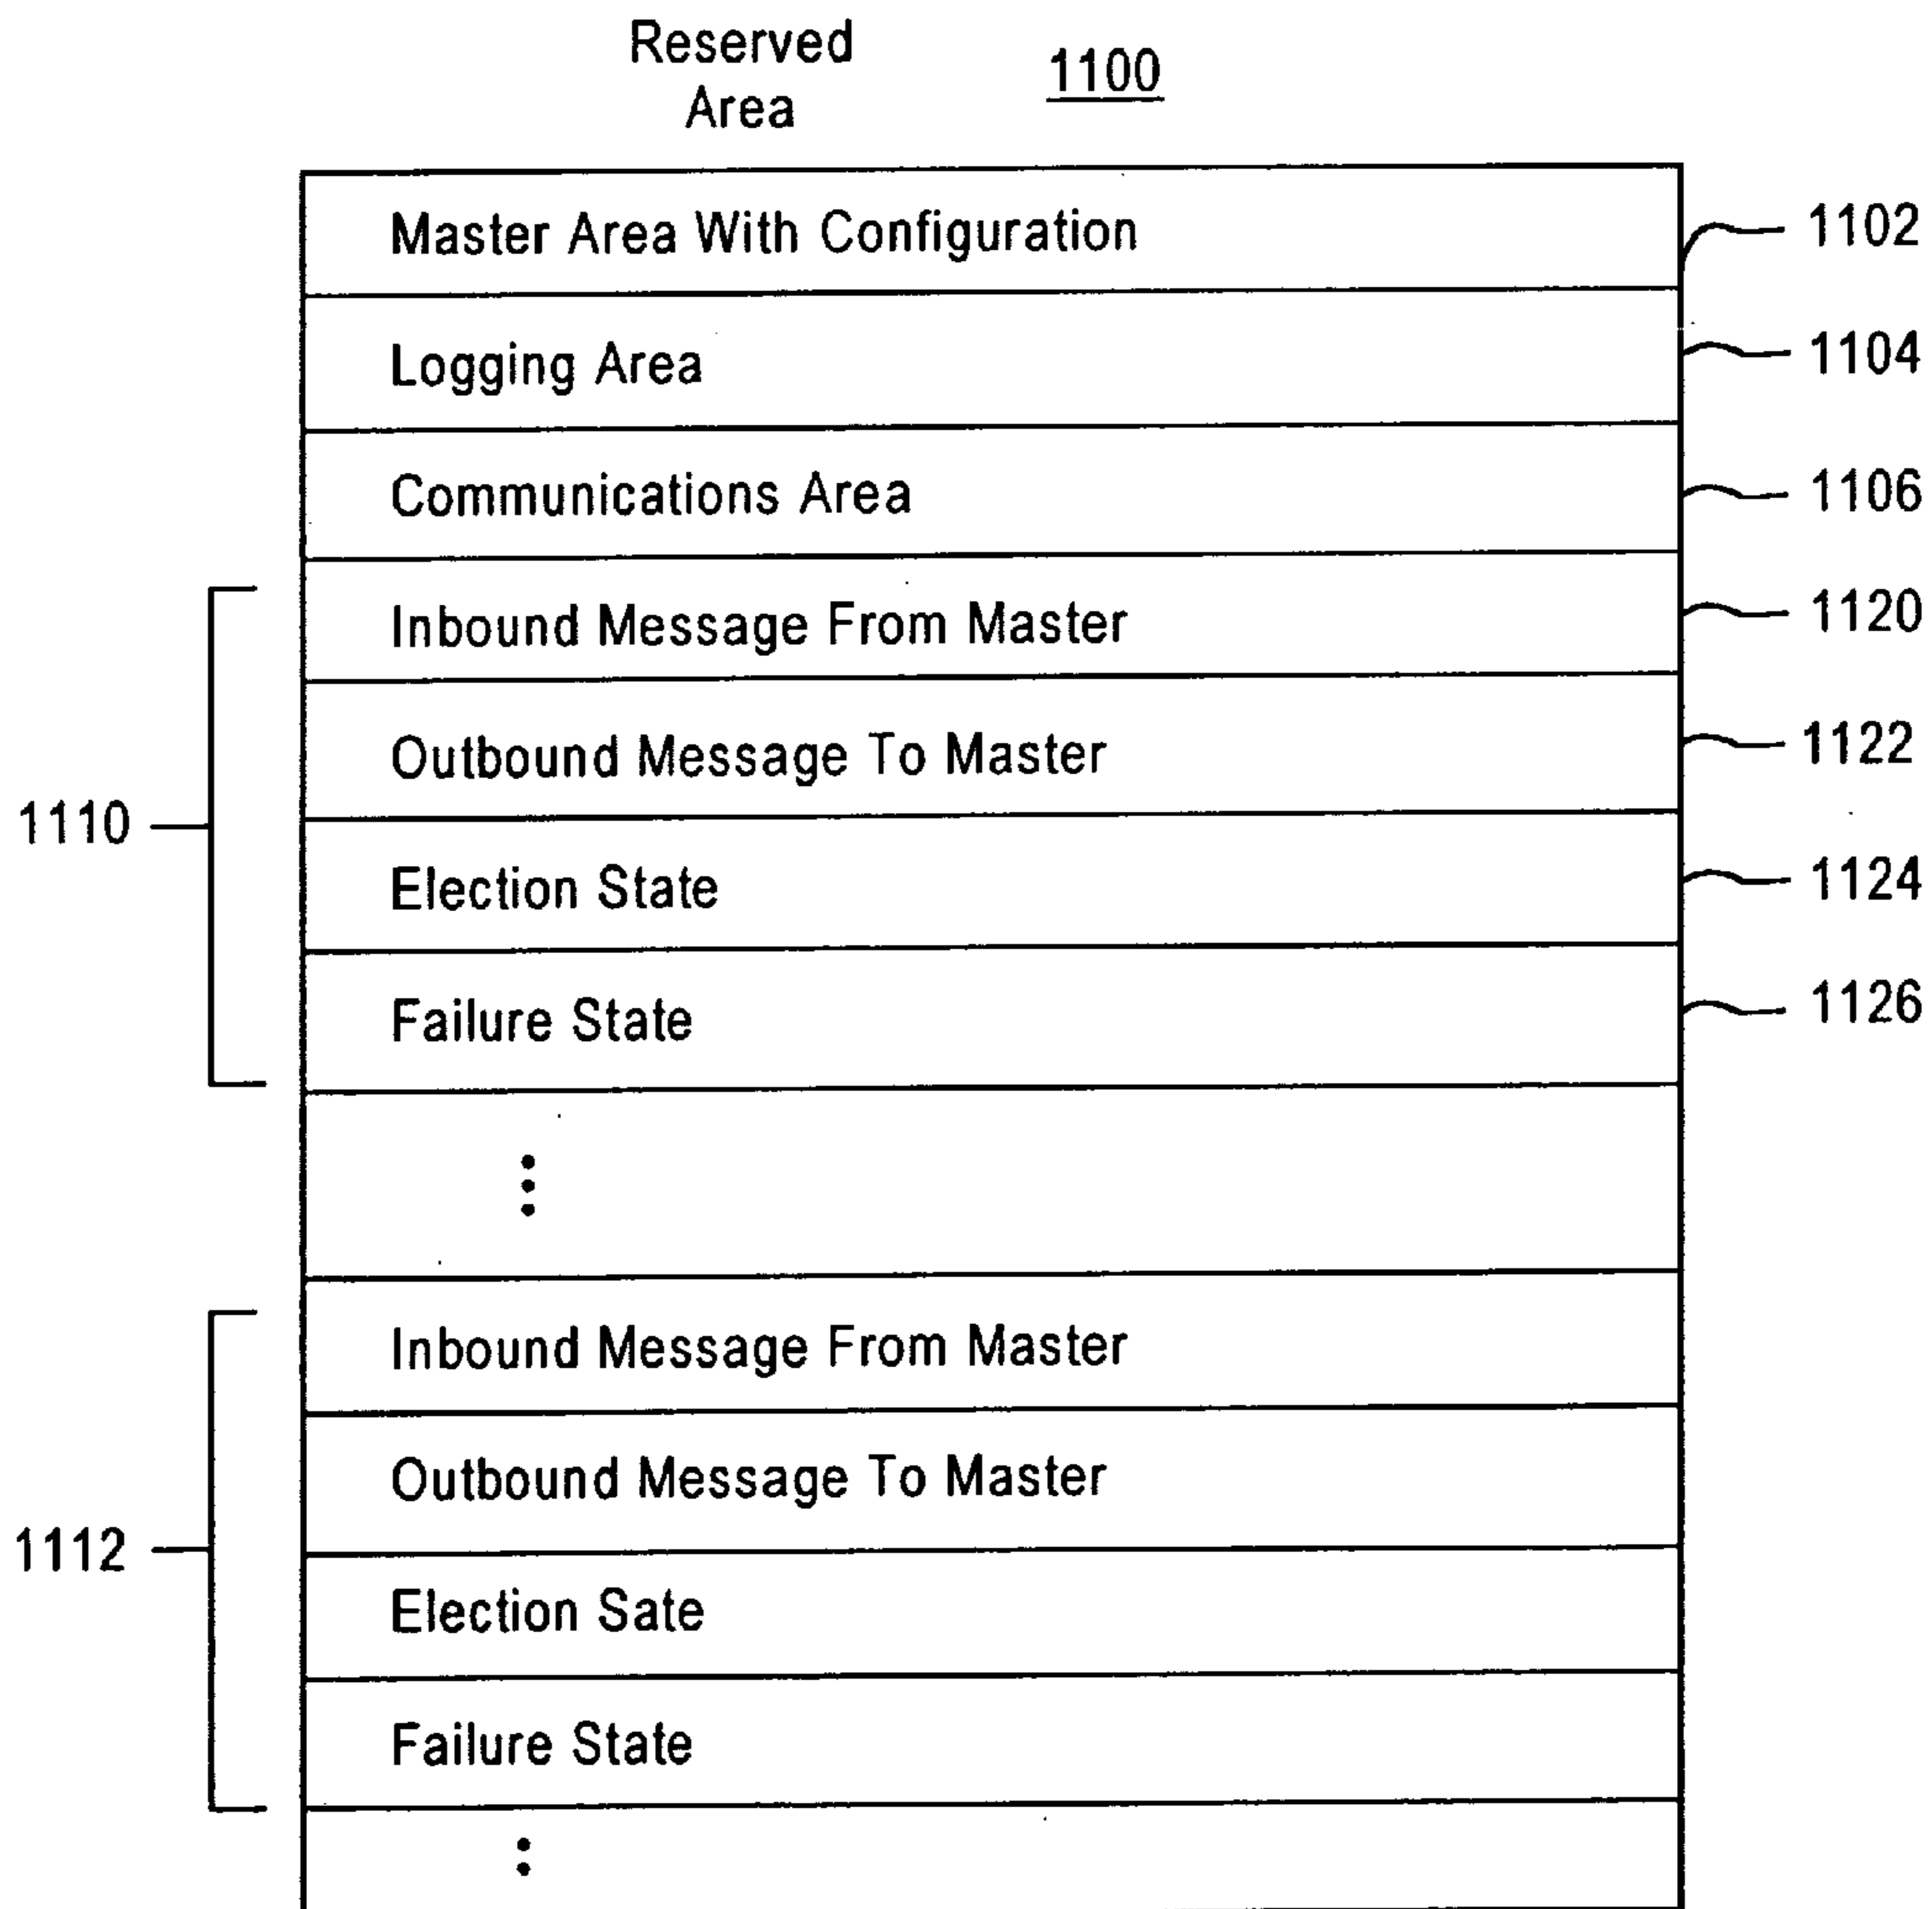 Reserved
Area
1100
Master Area With Configuration
1102
Logging Area
1104
Communications Area
1106
Inbound Message From Master
1120
Outbound Message To Master
1122
1110
Election State
1124
Failure State
1126
Inbound Message From Master
Outbound Message To Master
1112
Election Sate
Failure State